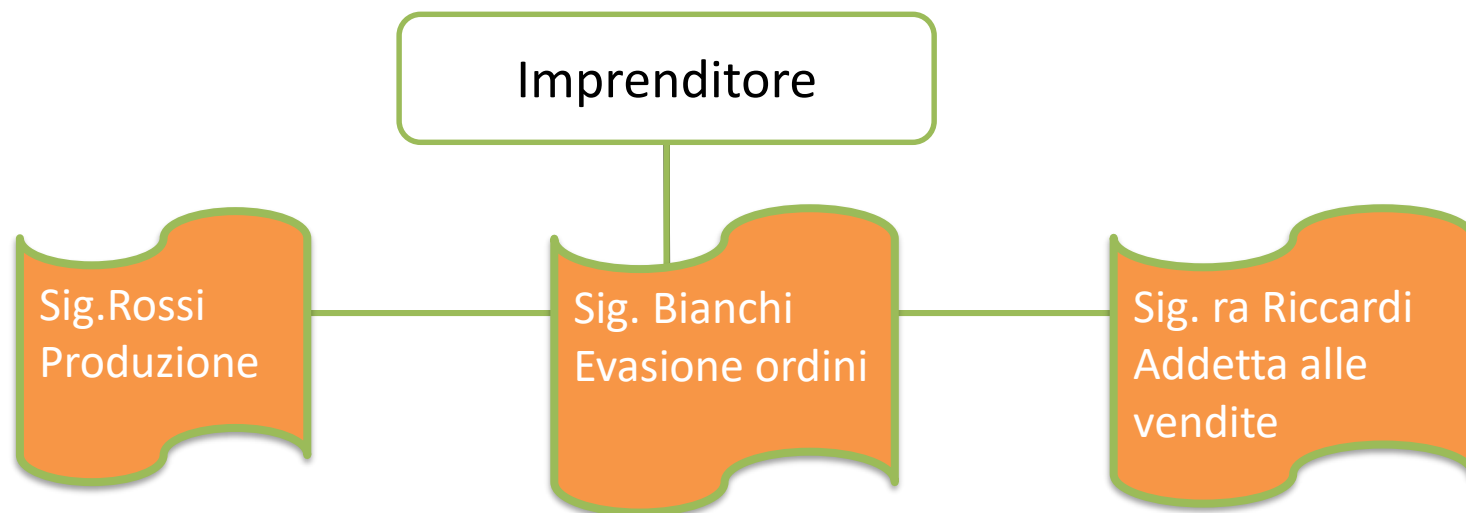 Imprenditore
Sig.Rossi
Produzione
Sig. Bianchi
Evasione ordini
Sig. ra Riccardi
Addetta alle
vendite